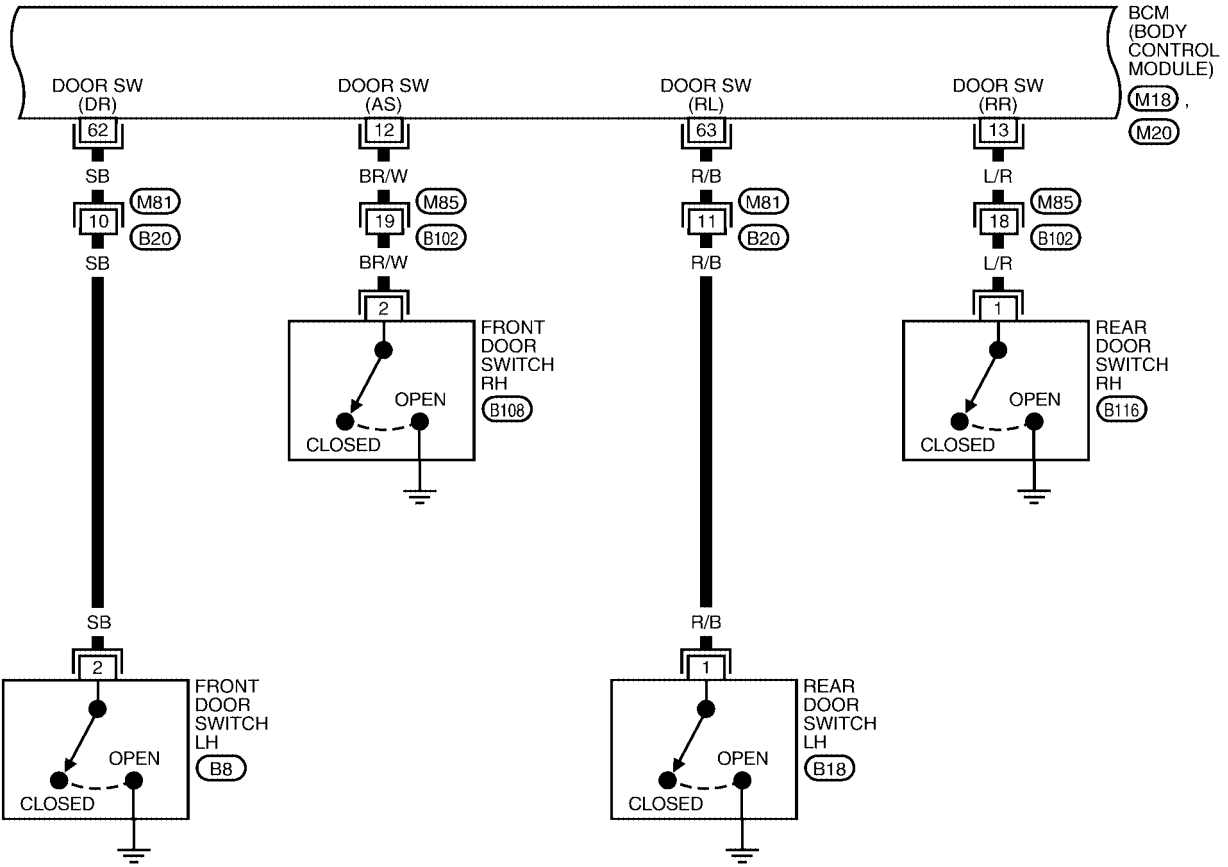 BCM
(BODY
CONTROL
MODULE)
M18 ,
M20
DOOR SW
(DR)
DOOR SW
(AS)
DOOR SW
(RL)
DOOR SW
(RR)
62
12
63
13
SB
BR/W
R/B
L/R
M81
M85
M81
M85
10
19
11
18
B20
B102
B20
B102
SB
BR/W
R/B
L/R
2
1
FRONT
DOOR
SWITCH
RH
B108
OPEN
CLOSED
REAR
DOOR
SWITCH
RH
B116
OPEN
CLOSED
SB
R/B
2
1
FRONT
DOOR
SWITCH
LH
B8
OPEN
CLOSED
REAR
DOOR
SWITCH
LH
B18
OPEN
CLOSED